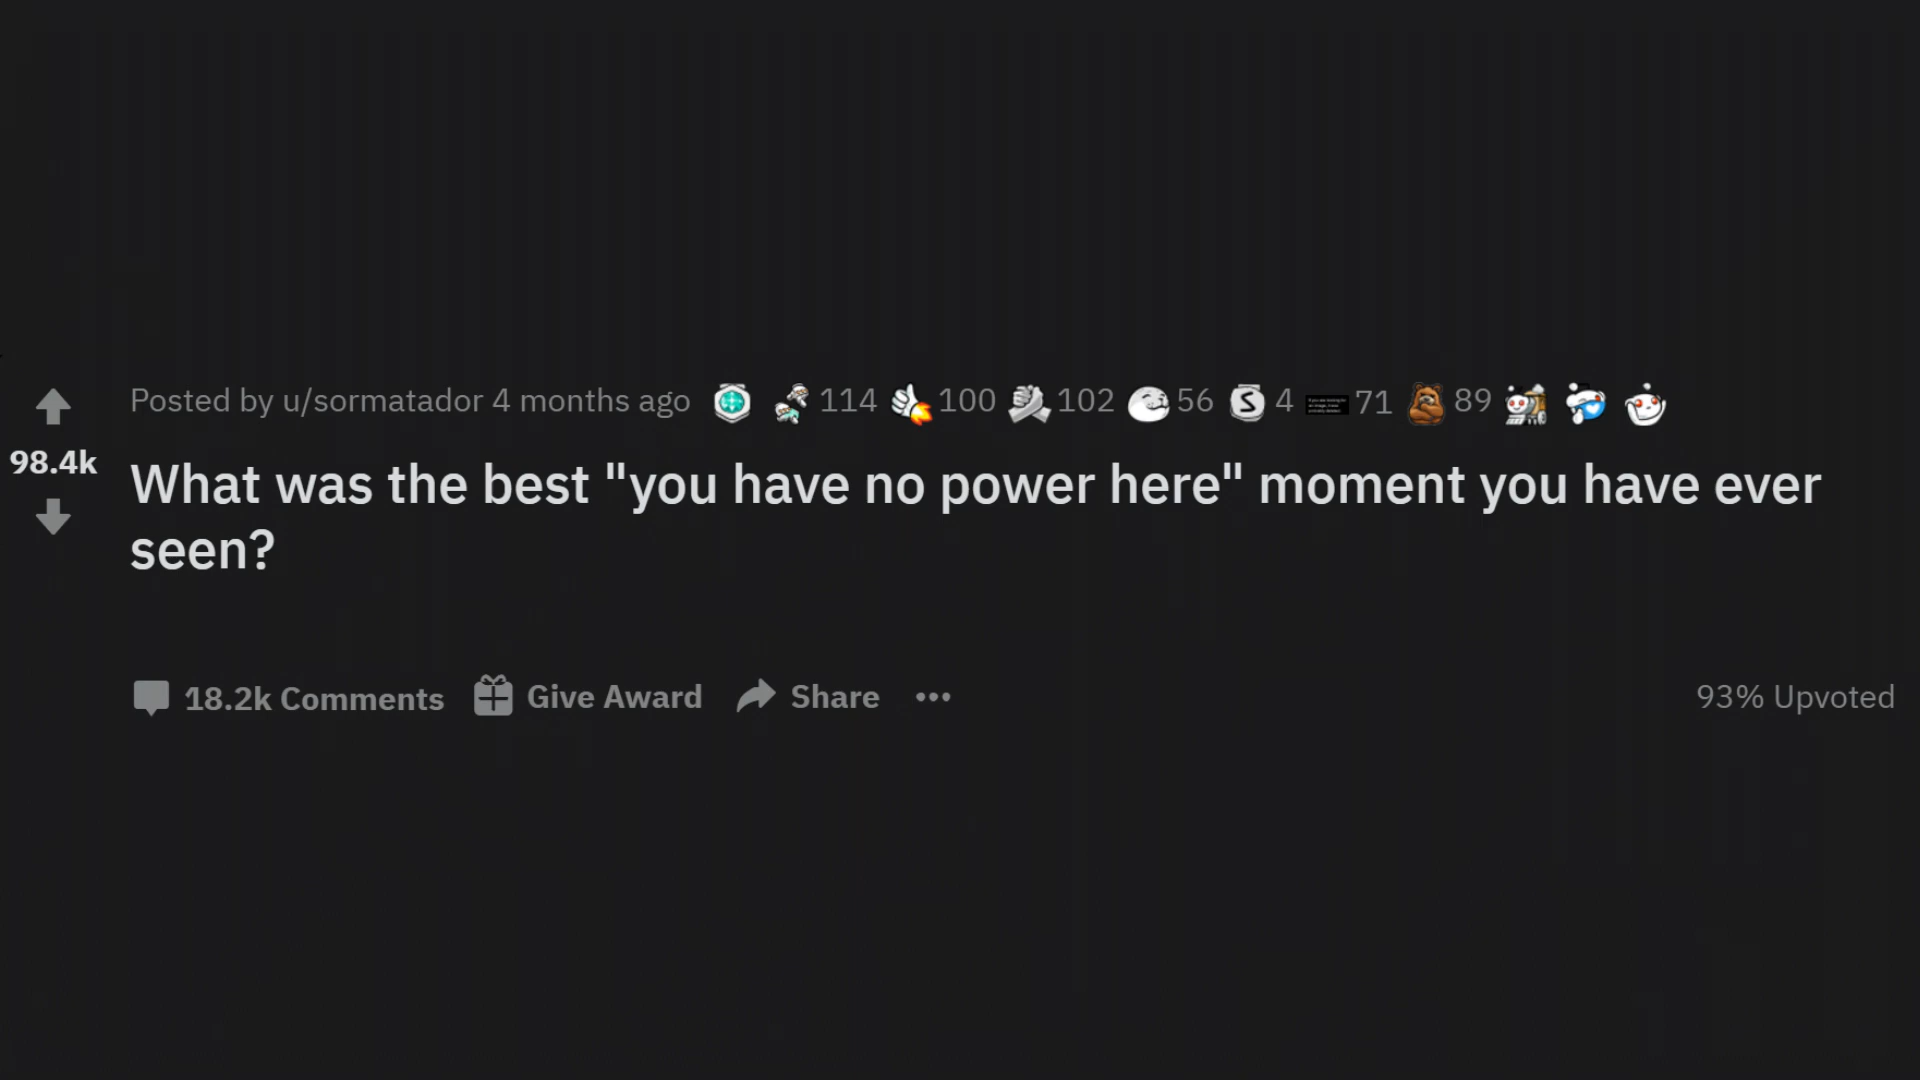 Posted by u/sormatador 4 months ago 114 100 102 56 S 4 71 89
98.4k
What was the best "you have no power here" moment you have ever
seen?
18.2k Comments Give Award Share ••• 93% Upvoted